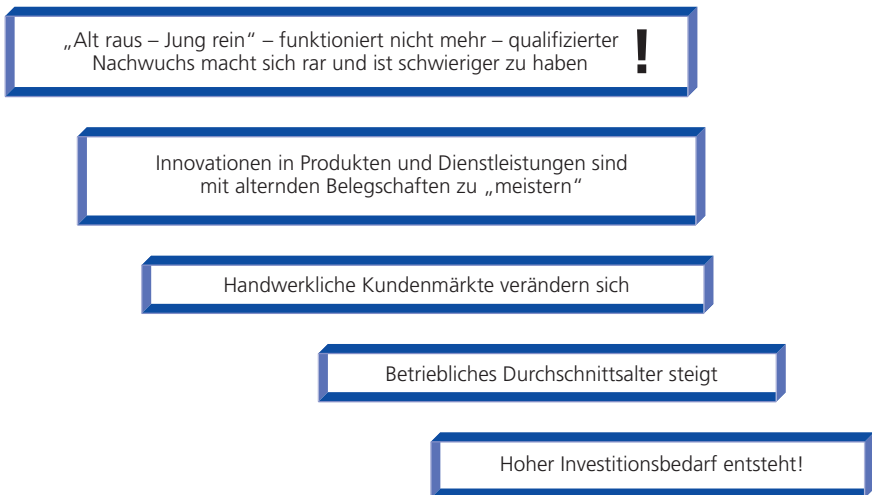 „Alt raus – Jung rein“ – funktioniert nicht mehr – qualifizierter
Nachwuchs macht sich rar und ist schwieriger zu haben !
Innovationen in Produkten und Dienstleistungen sind
mit alternden Belegschaften zu „meistern“
Handwerkliche Kundenmärkte verändern sich
Betriebliches Durchschnittsalter steigt
Hoher Investitionsbedarf entsteht!